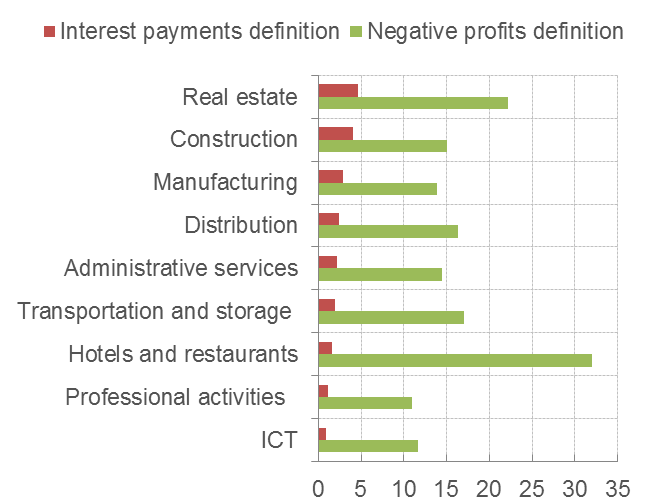 Interest payments definition Negative profits definition
Real estate
Construction
Manufacturing
Distribution
Administrative services
Transportation and storage
Hotels and restaurants
Professional activities
ICT
0 5 10 15 20 25 30 35